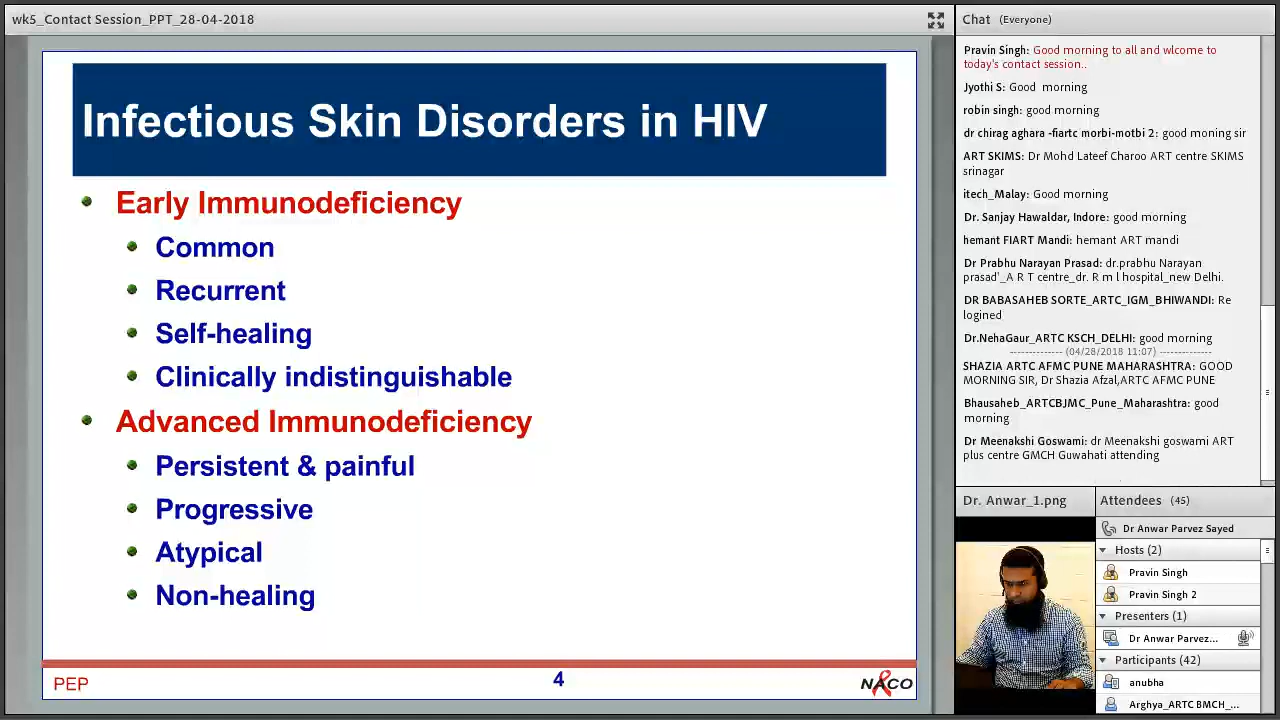 wk5_Contact Session_PPT_28-04-2018
Infectious Skin Disorders in HIV
Early Immunodeficiency
Common
Recurrent
Self-healing
Clinically indistinguishable
Advanced Immunodeficiency
Persistent & painful
Progressive
Atypical
Non-healing
PEP
4
NACO
Chat (Everyone)
Pravin Singh: Good morning to all and wlcome to
today's contact session..
Jyothi S: Good morning
robin singh: good morning
dr chirag aghara -fiartc morbi-motbi 2: good moning sir
ART SKIMS: Dr Mohd Lateef Charoo ART centre SKIMS
srinagar
itech_Malay: Good morning
Dr. Sanjay Hawaldar, Indore: good morning
hemant FIART Mandi: hemant ART mandi
Dr Prabhu Narayan Prasad: dr.prabhu Narayan
prasad'_A R T centre_dr. R m l hospital_new Delhi.
DR BABASAHEB SORTE_ARTC_IGM_BHIWANDI: Re
logined
Dr.NehaGaur_ARTC KSCH_DELHI: good morning
-------------- (04/28/2018 11:07) --------------
SHAZIA ARTC AFMC PUNE MAHARASHTRA: GOOD
MORNING SIR, Dr Shazia Afzal,ARTC AFMC PUNE
Bhausaheb_ARTCBJMC_Pune_Maharashtra: good
morning
Dr Meenakshi Goswami: dr Meenakshi goswami ART
plus centre GMCH Guwahati attending
Dr. Anwar_1.png
Attendees (45)
Dr Anwar Parvez Sayed
Hosts (2)
Pravin Singh
Pravin Singh 2
Presenters (1)
Dr Anwar Parvez...
Participants (42)
anubha
Arghya_ARTC BMCH_...